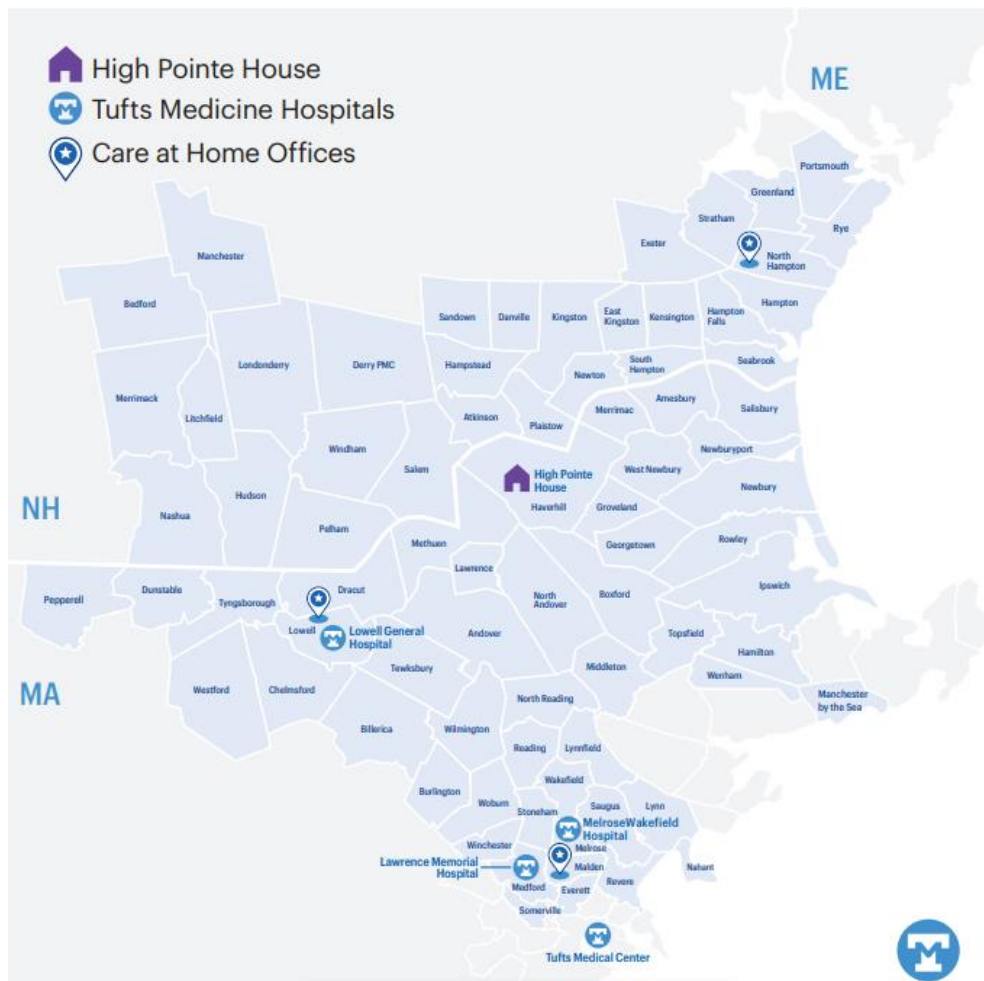 High Pointe House
Tufts Medicine Hospitals
Care at Home Offices
ME
Portsmouth
Greenland
Stratham
Rye
Exeter
North
Hampton
Manchester
Bedford
Hampton
Sandown
Danville
Kingston
East
Kingston
Kensington
Hampton
Falls
Londonderry
Derry PMC
Hampstead
South
Hampton
Seabrook
Newton
Merrimack
Litchfield
Atkinson
Plaistow
Merrimac
Amesbury
Salisbury
Windham
Salem
Newburyport
West Newbury
High Pointe
House
Newbury
Hudson
Haverhill
Groveland
NH
Nashua
Pelham
Methuen
Georgetown
Rowley
Lawrence
Ipswich
Pepperell
Dunstable
Tyngsborough
Dracut
North
Andover
Boxford
Lowell
Lowell General
Hospital
Andover
Topsfield
Hamilton
Tewksbury
Middleton
Wenham
MA
Westford
Chelmsford
North Reading
Manchester
by the Sea
Billerica
Wilmington
Reading
Lynnfield
Wakefield
Burlington
Woburn
Stoneham
Saugus
Lynn
MelroseWakefield
Hospital
Winchester
Melrose
Lawrence Memorial
Hospital
Malden
Nahant
Medford
Everett
Revere
Somerville
Tufts Medical Center